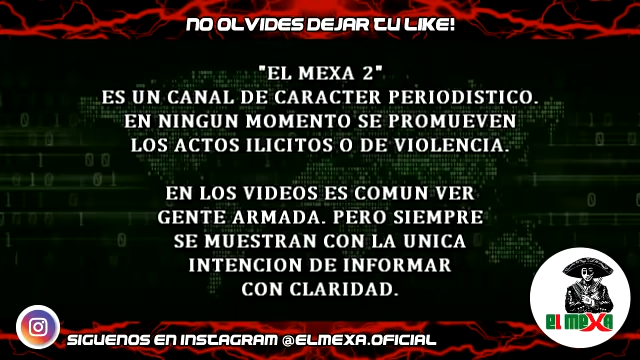 NO OLVIDES DEJAR TU LIKE!
"EL MEXA 2"
ES UN CANAL DE CARACTER PERIODISTICO.
EN NINGUN MOMENTO SE PROMUEVEN
LOS ACTOS ILICITOS O DE VIOLENCIA.
EN LOS VIDEOS ES COMUN VER
GENTE ARMADA. PERO SIEMPRE
SE MUESTRAN CON LA UNICA
INTENCION DE INFORMAR
CON CLARIDAD.
EL MEXA
SIGUENOS EN INSTAGRAM @ELMEXA.OFICIAL